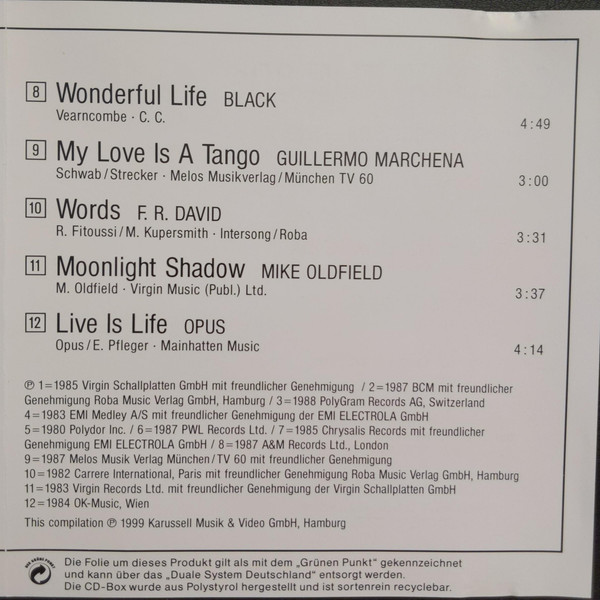 8 Wonderful Life BLACK
Vearncombe · C. C.
4:49
9 My Love Is A Tango GUILLERMO MARCHENA
Schwab/Strecker · Melos Musikverlag/München TV 60
3:00
10 Words F. R. DAVID
R. Fitoussi/M. Kupersmith · Intersong/Roba
3:31
11 Moonlight Shadow MIKE OLDFIELD
M. Oldfield · Virgin Music (Publ.) Ltd.
3:37
12 Live Is Life OPUS
Opus/E. Pfleger · Mainhatten Music
4:14
℗ 1=1985 Virgin Schallplatten GmbH mit freundlicher Genehmigung / 2=1987 BCM mit freundlicher
Genehmigung Roba Music Verlag GmbH, Hamburg / 3=1988 PolyGram Records AG, Switzerland
4=1983 EMI Medley A/S mit freundlicher Genehmigung der EMI ELECTROLA GmbH
5=1980 Polydor Inc. / 6=1987 PWL Records Ltd. / 7=1985 Chrysalis Records mit freundlicher
Genehmigung EMI ELECTROLA GmbH / 8=1987 A&M Records Ltd., London
9=1987 Melos Musik Verlag München/TV 60 mit freundlicher Genehmigung
10=1982 Carrere International, Paris mit freundlicher Genehmigung Roba Music Verlag GmbH, Hamburg
11=1983 Virgin Records Ltd. mit freundlicher Genehmigung der Virgin Schallplatten GmbH
12=1984 OK-Music, Wien
This compilation ℗ 1999 Karussell Musik & Video GmbH, Hamburg
DER GRÜNE PUNKT
Die Folie um dieses Produkt gilt als mit dem „Grünen Punkt" gekennzeichnet
und kann über das „Duale System Deutschland" entsorgt werden.
Die CD-Box wurde aus Polystyrol hergestellt und ist sortenrein recyclebar.